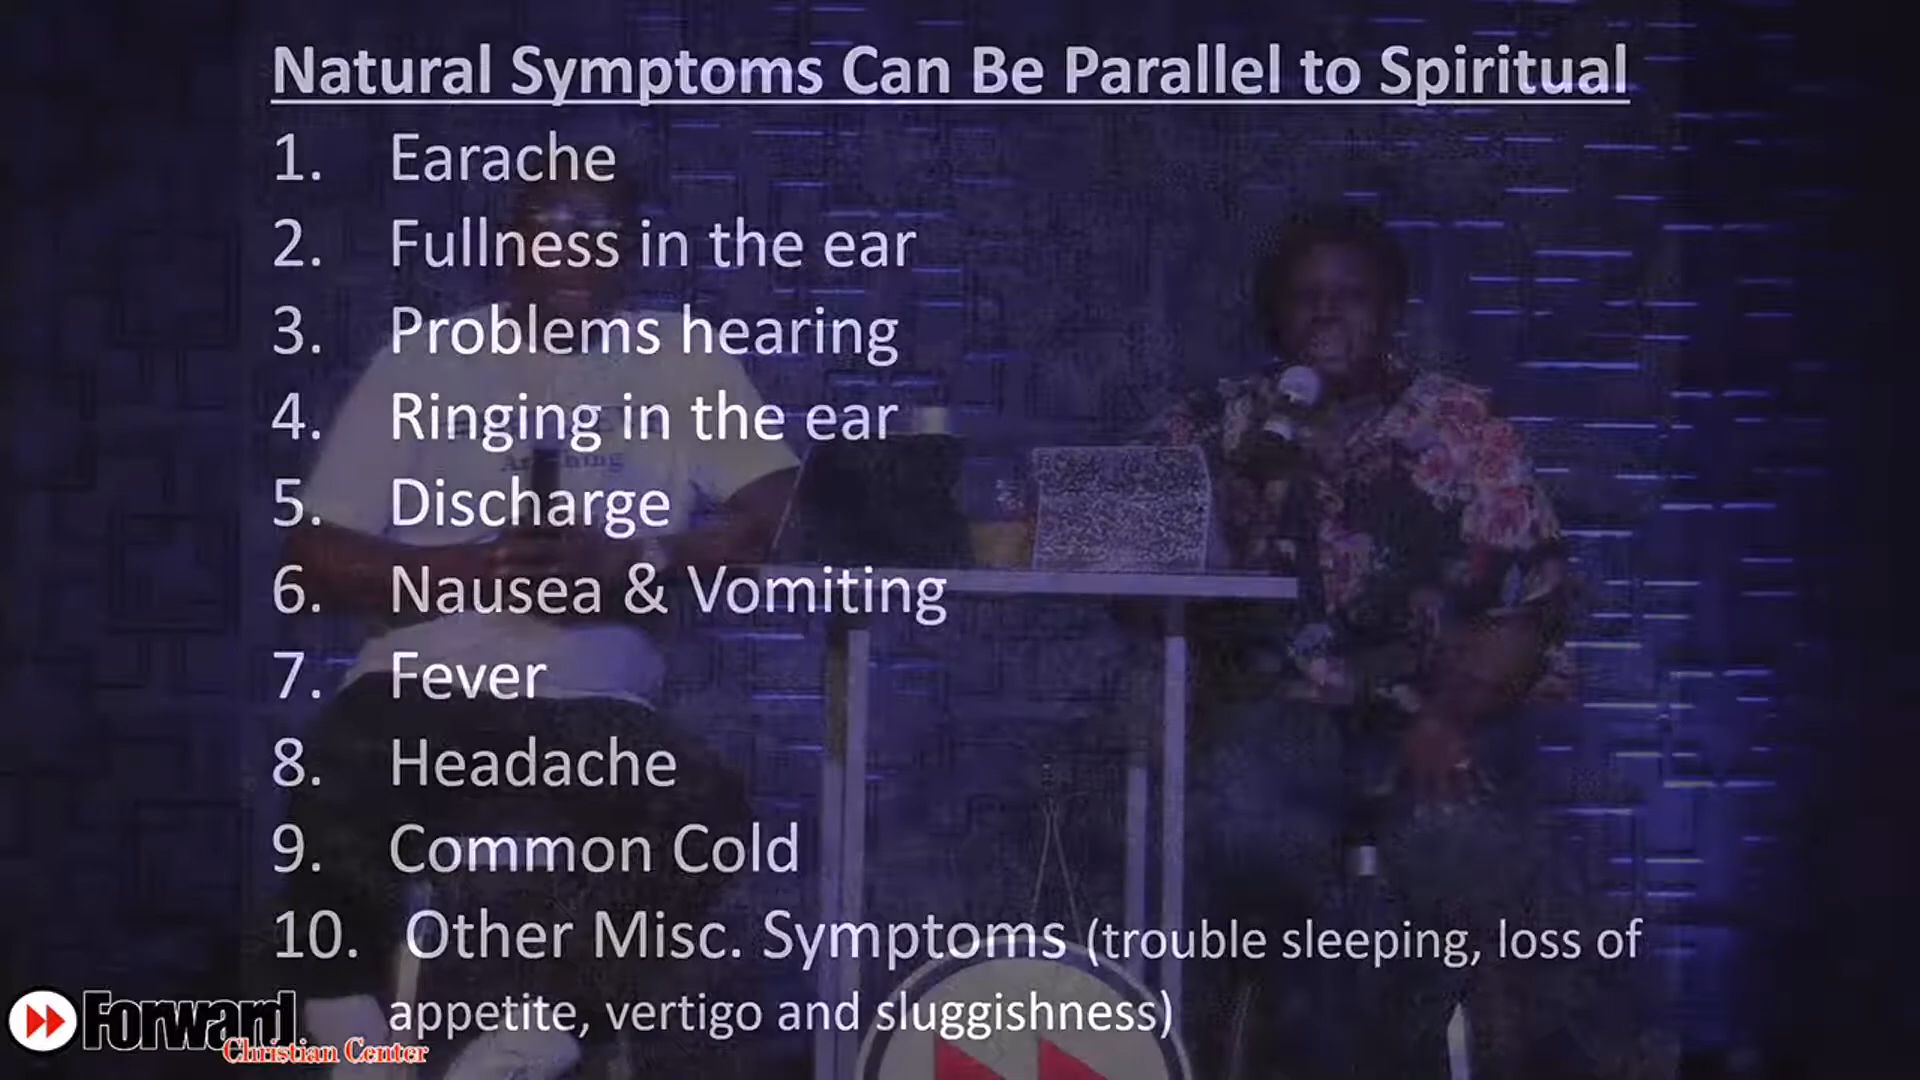 Natural Symptoms Can Be Parallel to Spiritual
1. Earache
2. Fullness in the ear
3. Problems hearing
4. Ringing in the ear
5. Discharge
6. Nausea & Vomiting
7. Fever
8. Headache
9. Common Cold
10. Other Misc. Symptoms (trouble sleeping, loss of
appetite, vertigo and sluggishness)
Forward
Christian Center